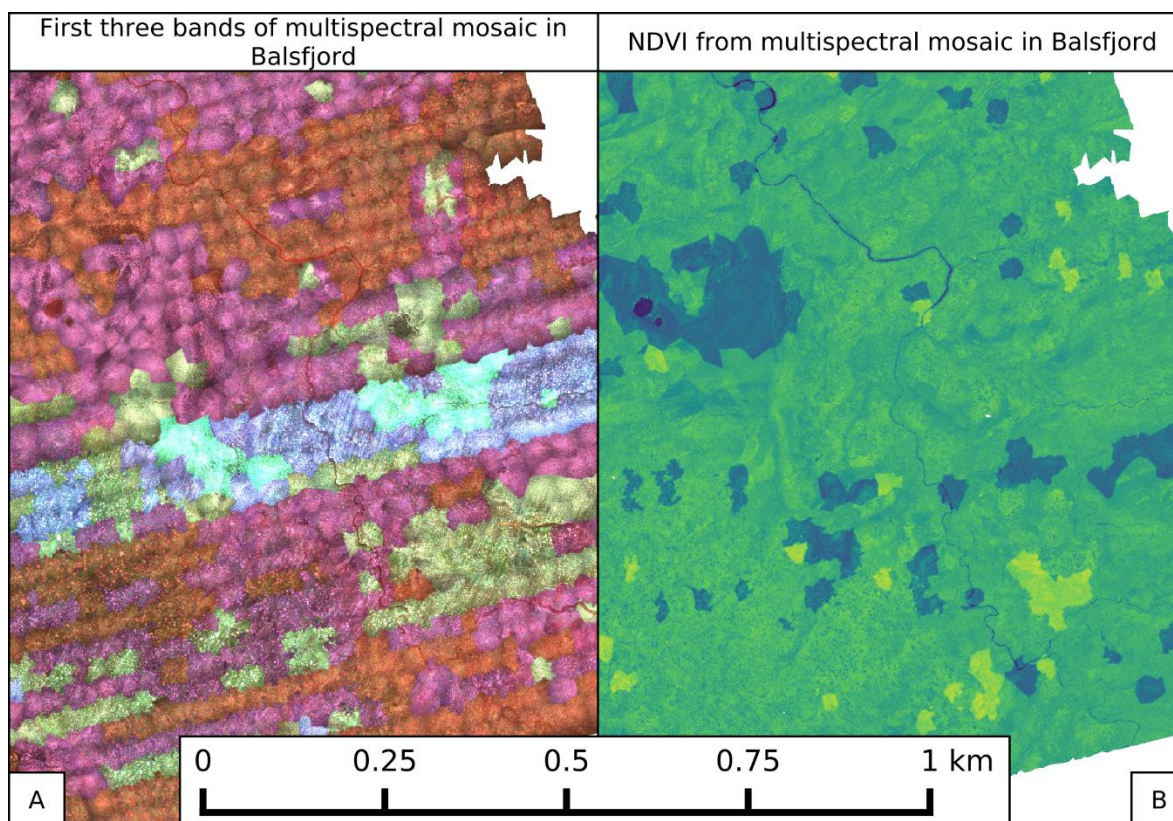 First three bands of multispectral mosaic in
Balsfjord
NDVI from multispectral mosaic in Balsfjord
0 0.25 0.5 0.75 1 km
A
B